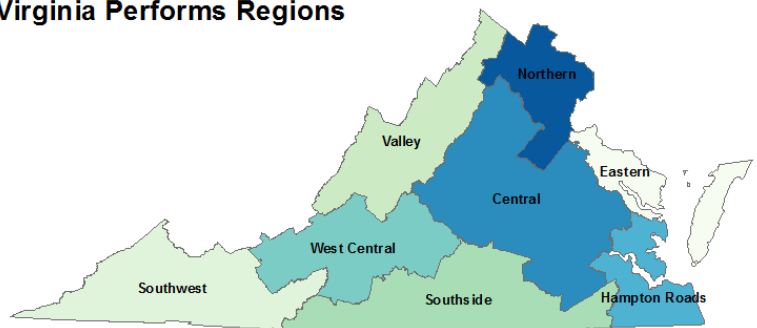 Virginia Performs Regions
Northern
Valley
Eastern
Central
West Central
Southwest
Southside
Hampton Roads